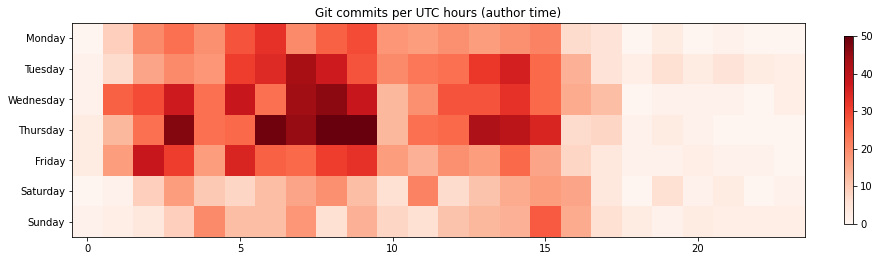 Git commits per UTC hours (author time)
Monday
Tuesday
Wednesday
Thursday
Friday
Saturday
Sunday
0 5 10 15 20
50
40
30
20
10
0